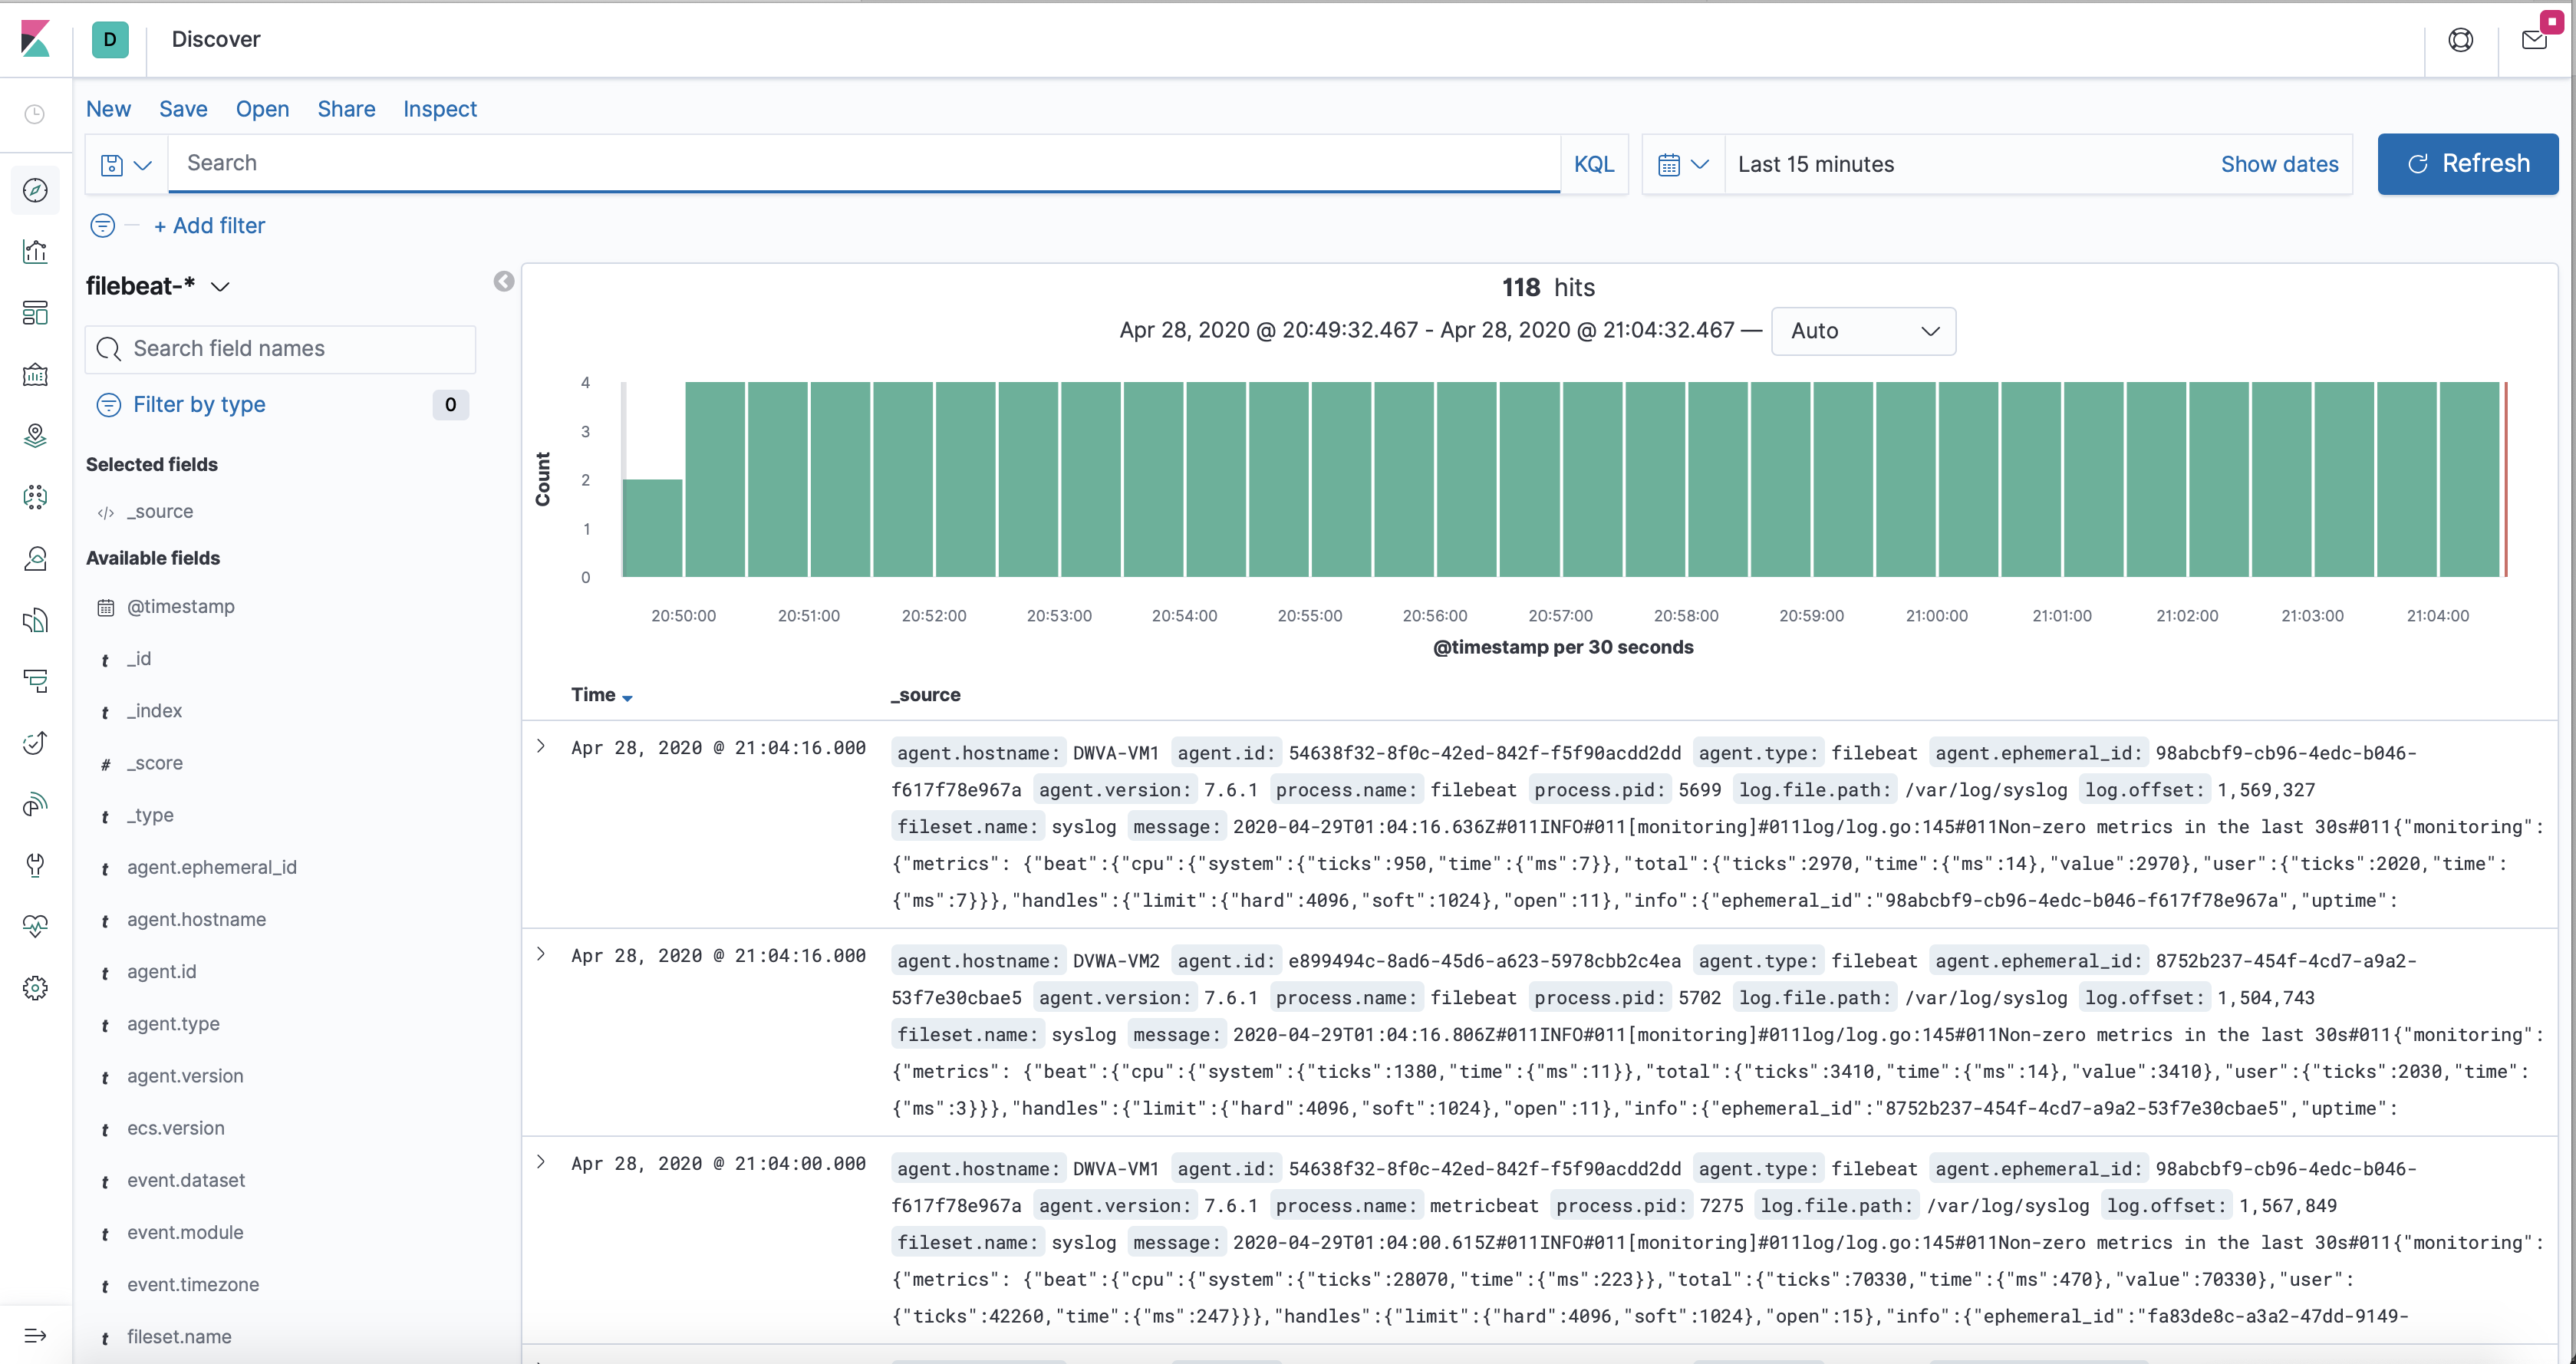 D Discover
New Save Open Share Inspect
Search KQL Last 15 minutes Show dates Refresh
+ Add filter
filebeat-*
Search field names
Filter by type 0
Selected fields
</> _source
Available fields
@timestamp
t _id
t _index
# _score
t _type
t agent.ephemeral_id
t agent.hostname
t agent.id
t agent.type
t agent.version
t ecs.version
t event.dataset
t event.module
t event.timezone
t fileset.name
118 hits
Apr 28, 2020 @ 20:49:32.467 - Apr 28, 2020 @ 21:04:32.467 — Auto
Count
4
3
2
1
0
20:50:00 20:51:00 20:52:00 20:53:00 20:54:00 20:55:00 20:56:00 20:57:00 20:58:00 20:59:00 21:00:00 21:01:00 21:02:00 21:03:00 21:04:00
@timestamp per 30 seconds
Time _source
Apr 28, 2020 @ 21:04:16.000 agent.hostname: DWVA-VM1 agent.id: 54638f32-8f0c-42ed-842f-f5f90acdd2dd agent.type: filebeat agent.ephemeral_id: 98abcbf9-cb96-4edc-b046-
f617f78e967a agent.version: 7.6.1 process.name: filebeat process.pid: 5699 log.file.path: /var/log/syslog log.offset: 1,569,327
fileset.name: syslog message: 2020-04-29T01:04:16.636Z#011INFO#011[monitoring]#011log/log.go:145#011Non-zero metrics in the last 30s#011{"monitoring":
{"metrics": {"beat":{"cpu":{"system":{"ticks":950,"time":{"ms":7}},"total":{"ticks":2970,"time":{"ms":14},"value":2970},"user":{"ticks":2020,"time":
{"ms":7}}},"handles":{"limit":{"hard":4096,"soft":1024},"open":11},"info":{"ephemeral_id":"98abcbf9-cb96-4edc-b046-f617f78e967a","uptime":
Apr 28, 2020 @ 21:04:16.000 agent.hostname: DVWA-VM2 agent.id: e899494c-8ad6-45d6-a623-5978cbb2c4ea agent.type: filebeat agent.ephemeral_id: 8752b237-454f-4cd7-a9a2-
53f7e30cbae5 agent.version: 7.6.1 process.name: filebeat process.pid: 5702 log.file.path: /var/log/syslog log.offset: 1,504,743
fileset.name: syslog message: 2020-04-29T01:04:16.806Z#011INFO#011[monitoring]#011log/log.go:145#011Non-zero metrics in the last 30s#011{"monitoring":
{"metrics": {"beat":{"cpu":{"system":{"ticks":1380,"time":{"ms":11}},"total":{"ticks":3410,"time":{"ms":14},"value":3410},"user":{"ticks":2030,"time":
{"ms":3}}},"handles":{"limit":{"hard":4096,"soft":1024},"open":11},"info":{"ephemeral_id":"8752b237-454f-4cd7-a9a2-53f7e30cbae5","uptime":
Apr 28, 2020 @ 21:04:00.000 agent.hostname: DWVA-VM1 agent.id: 54638f32-8f0c-42ed-842f-f5f90acdd2dd agent.type: filebeat agent.ephemeral_id: 98abcbf9-cb96-4edc-b046-
f617f78e967a agent.version: 7.6.1 process.name: metricbeat process.pid: 7275 log.file.path: /var/log/syslog log.offset: 1,567,849
fileset.name: syslog message: 2020-04-29T01:04:00.615Z#011INFO#011[monitoring]#011log/log.go:145#011Non-zero metrics in the last 30s#011{"monitoring":
{"metrics": {"beat":{"cpu":{"system":{"ticks":28070,"time":{"ms":223}},"total":{"ticks":70330,"time":{"ms":470},"value":70330},"user":
{"ticks":42260,"time":{"ms":247}}},"handles":{"limit":{"hard":4096,"soft":1024},"open":15},"info":{"ephemeral_id":"fa83de8c-a3a2-47dd-9149-